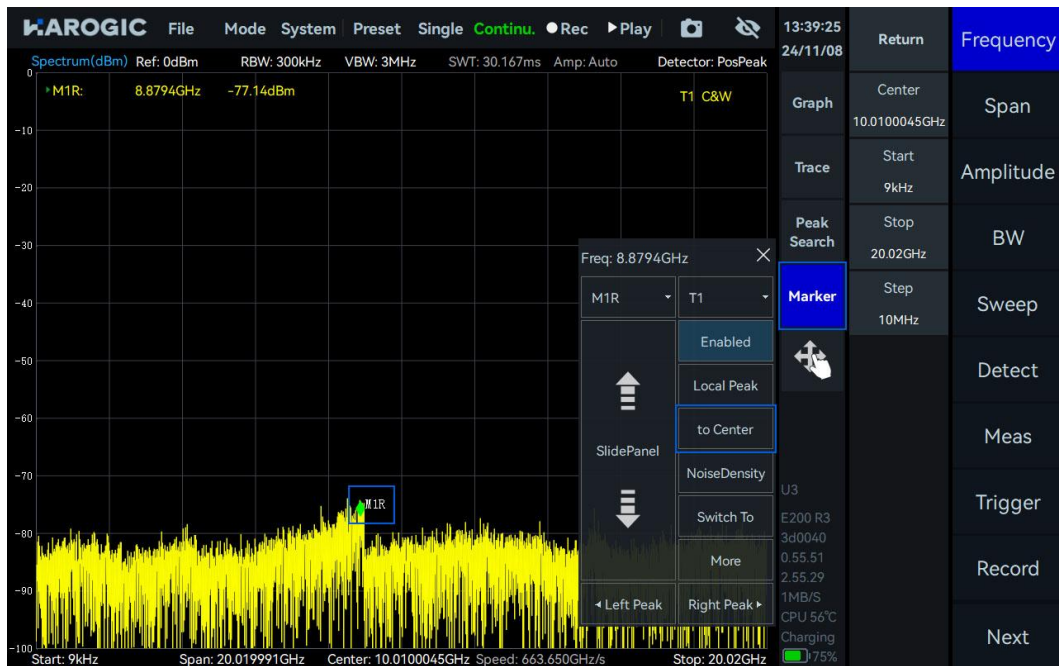 HAROGIC File Mode System Preset Single Continu. Rec Play
13:39:25
24/11/08
Spectrum(dBm) Ref: 0dBm RBW: 300kHz VBW: 3MHz SWT: 30.167ms Amp: Auto Detector: PosPeak
M1R: 8.8794GHz -77.14dBm
T1 C&W
0
-10
-20
-30
-40
-50
-60
-70
-80
-90
-100
M1R
Start: 9kHz Span: 20.019991GHz Center: 10.0100045GHz Speed: 663.650GHz/s Stop: 20.02GHz
Freq: 8.8794GHz
M1R T1
Enabled
Local Peak
to Center
SlidePanel
NoiseDensity
Switch To
More
Left Peak Right Peak
Graph
Trace
Peak
Search
Marker
U3
E200 R3
3d0040
0.55.51
2.55.29
1MB/S
CPU 56℃
Charging
75%
Return
Center
10.0100045GHz
Start
9kHz
Stop
20.02GHz
Step
10MHz
Frequency
Span
Amplitude
BW
Sweep
Detect
Meas
Trigger
Record
Next